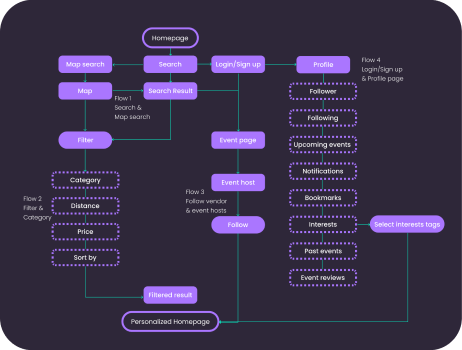 Homepage
Map search
Search
Login/Sign up
Profile
Flow 4
Login/Sign up
& Profile page
Map
Flow 1
Search &
Map search
Search Result
Follower
Following
Filter
Event page
Upcoming events
Notifications
Category
Event host
Flow 3
Follow vendor
& event hosts
Bookmarks
Flow 2
Filter &
Category
Distance
Follow
Interests
Select Interests tags
Price
Past events
Sort by
Event reviews
Filtered result
Personalized Homepage